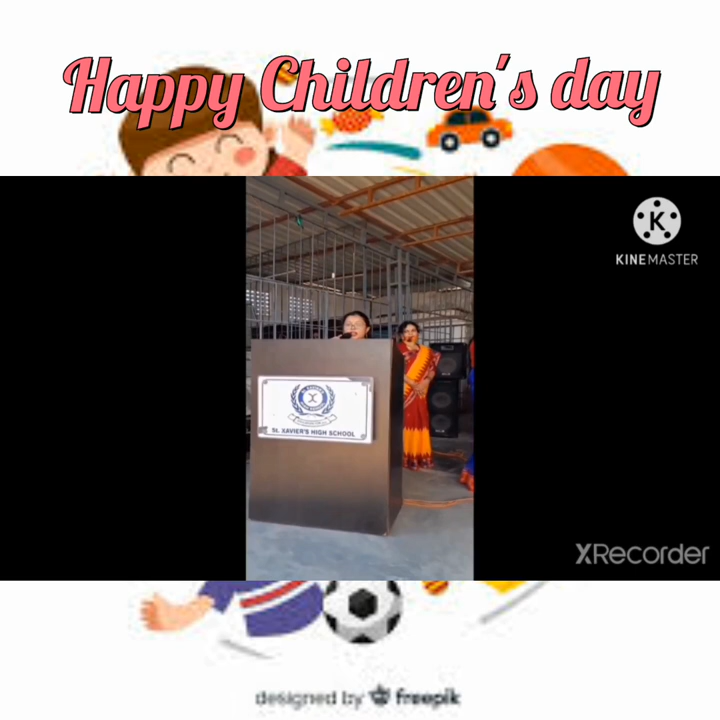 Happy Children's day
KINEMASTER
St. XAVIER'S HIGH SCHOOL
XRecorder
designed by freepik